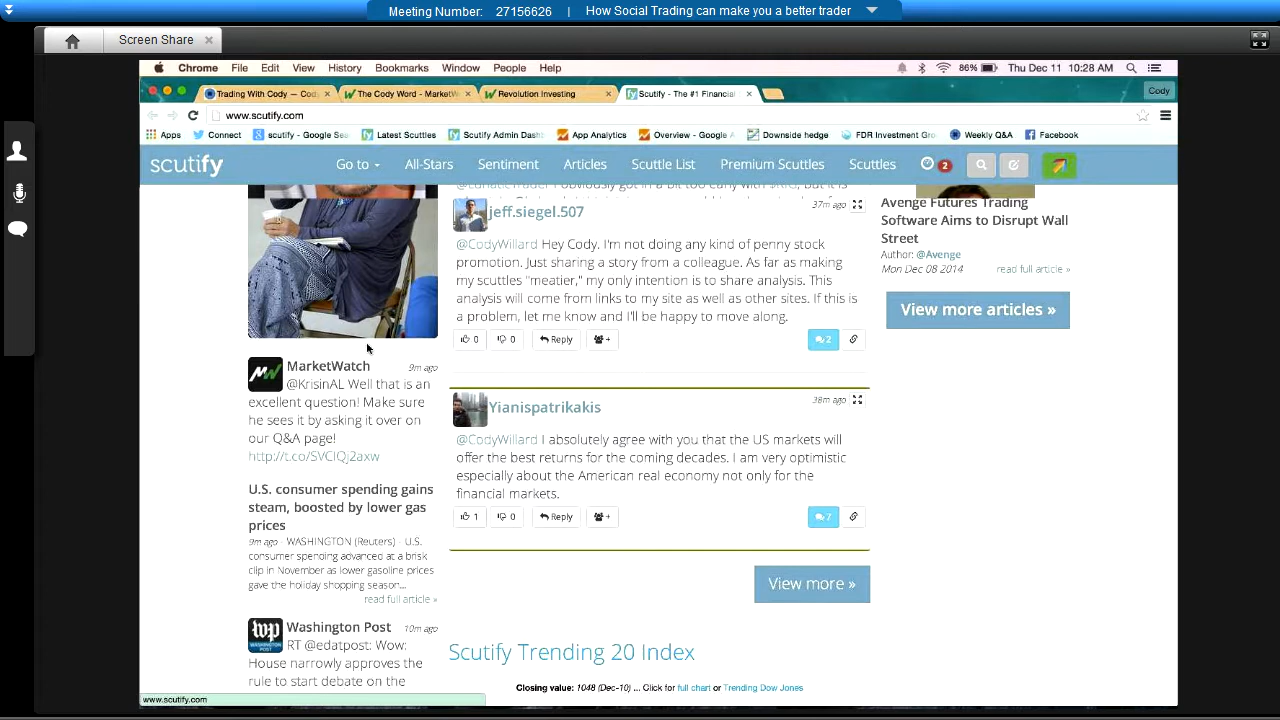 Meeting Number: 27156626 | How Social Trading can make you a better trader
Screen Share
Chrome File Edit View History Bookmarks Window People Help
86% Thu Dec 11 10:28 AM
Trading With Cody — Cod
The Cody Word - MarketW
Revolution Investing
Scutify - The #1 Financial
Cody
www.scutify.com
Apps Connect scutify - Google Sea Latest Scuttles Scutify Admin Dash App Analytics Overview - Google A Downside hedge FDR Investment Gro Weekly Q&A Facebook
scutify Go to All-Stars Sentiment Articles Scuttle List Premium Scuttles Scuttles 2
MarketWatch 9m ago
@KrisinAL Well that is an
excellent question! Make sure
he sees it by asking it over on
our Q&A page!
http://t.co/SVCIQj2axw
U.S. consumer spending gains
steam, boosted by lower gas
prices
9m ago - WASHINGTON (Reuters) - U.S.
consumer spending advanced at a brisk
clip in November as lower gasoline prices
gave the holiday shopping season...
read full article »
wp
WASHINGTON
POST
Washington Post 10m ago
RT @edatpost: Wow:
House narrowly approves the
rule to start debate on the
www.scutify.com
jeff.siegel.507 37m ago
@CodyWillard Hey Cody. I'm not doing any kind of penny stock
promotion. Just sharing a story from a colleague. As far as making
my scuttles "meatier," my only intention is to share analysis. This
analysis will come from links to my site as well as other sites. If this is
a problem, let me know and I'll be happy to move along.
0 0 Reply + 2
Yianispatrikakis 38m ago
@CodyWillard I absolutely agree with you that the US markets will
offer the best returns for the coming decades. I am very optimistic
especially about the American real economy not only for the
financial markets.
1 0 Reply + 7
View more »
Scutify Trending 20 Index
Closing value: 1048 (Dec-10) ... Click for full chart or Trending Dow Jones
Avenge Futures Trading
Software Aims to Disrupt Wall
Street
Author: @Avenge
Mon Dec 08 2014 read full article »
View more articles »